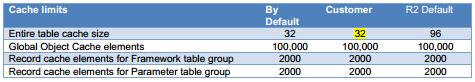 Cache limits By Default Customer R2 Default
Entire table cache size 32 32 96
Global Object Cache elements 100,000 100,000 100,000
Record cache elements for Framework table group 2000 2000 2000
Record cache elements for Parameter table group 2000 2000 2000